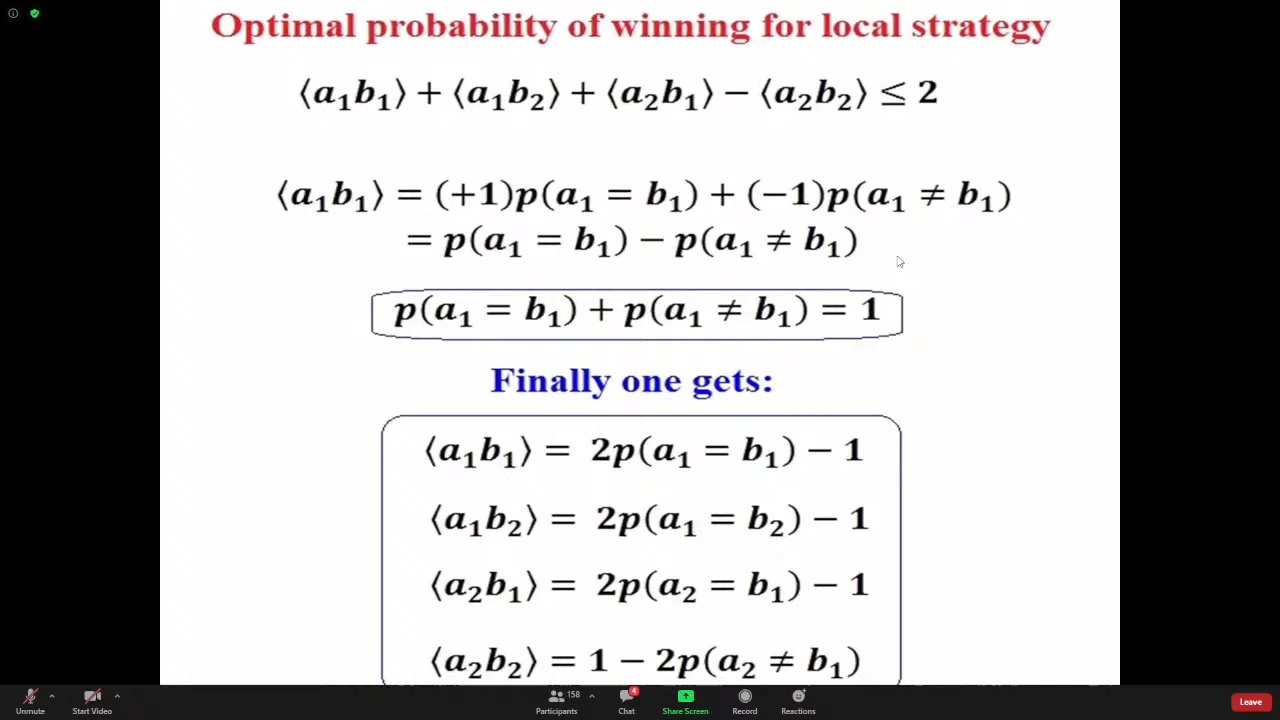 Optimal probability of winning for local strategy
⟨a₁b₁⟩ + ⟨a₁b₂⟩ + ⟨a₂b₁⟩ − ⟨a₂b₂⟩ ≤ 2
⟨a₁b₁⟩ = (+1)p(a₁ = b₁) + (−1)p(a₁ ≠ b₁)
= p(a₁ = b₁) − p(a₁ ≠ b₁)
p(a₁ = b₁) + p(a₁ ≠ b₁) = 1
Finally one gets:
⟨a₁b₁⟩ = 2p(a₁ = b₁) − 1
⟨a₁b₂⟩ = 2p(a₁ = b₂) − 1
⟨a₂b₁⟩ = 2p(a₂ = b₁) − 1
⟨a₂b₂⟩ = 1 − 2p(a₂ ≠ b₁)
158
4
Unmute
Start Video
Participants
Chat
Share Screen
Record
Reactions
Leave